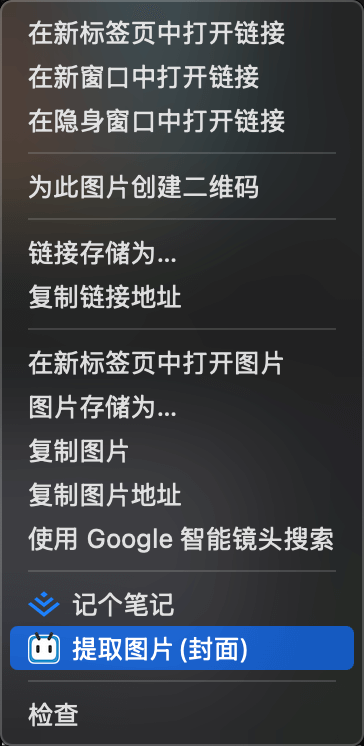 在新标签页中打开链接
在新窗口中打开链接
在隐身窗口中打开链接
为此图片创建二维码
链接存储为...
复制链接地址
在新标签页中打开图片
图片存储为...
复制图片
复制图片地址
使用 Google 智能镜头搜索
记个笔记
提取图片(封面)
检查